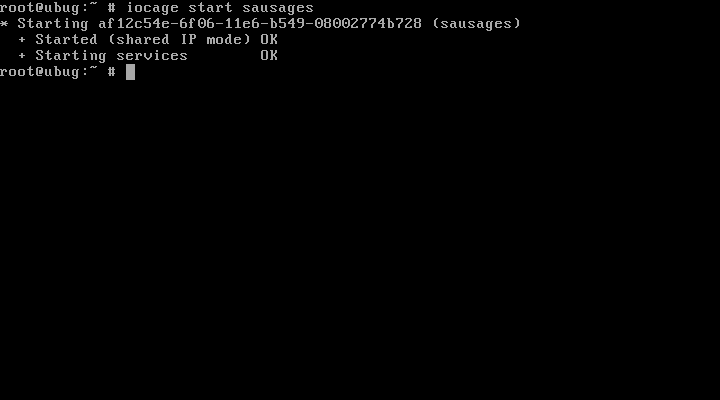 root@ubug:~ # iocage start sausages
* Starting af12c54e-6f06-11e6-b549-08002774b728 (sausages)
  + Started (shared IP mode) OK
  + Starting services        OK
root@ubug:~ #